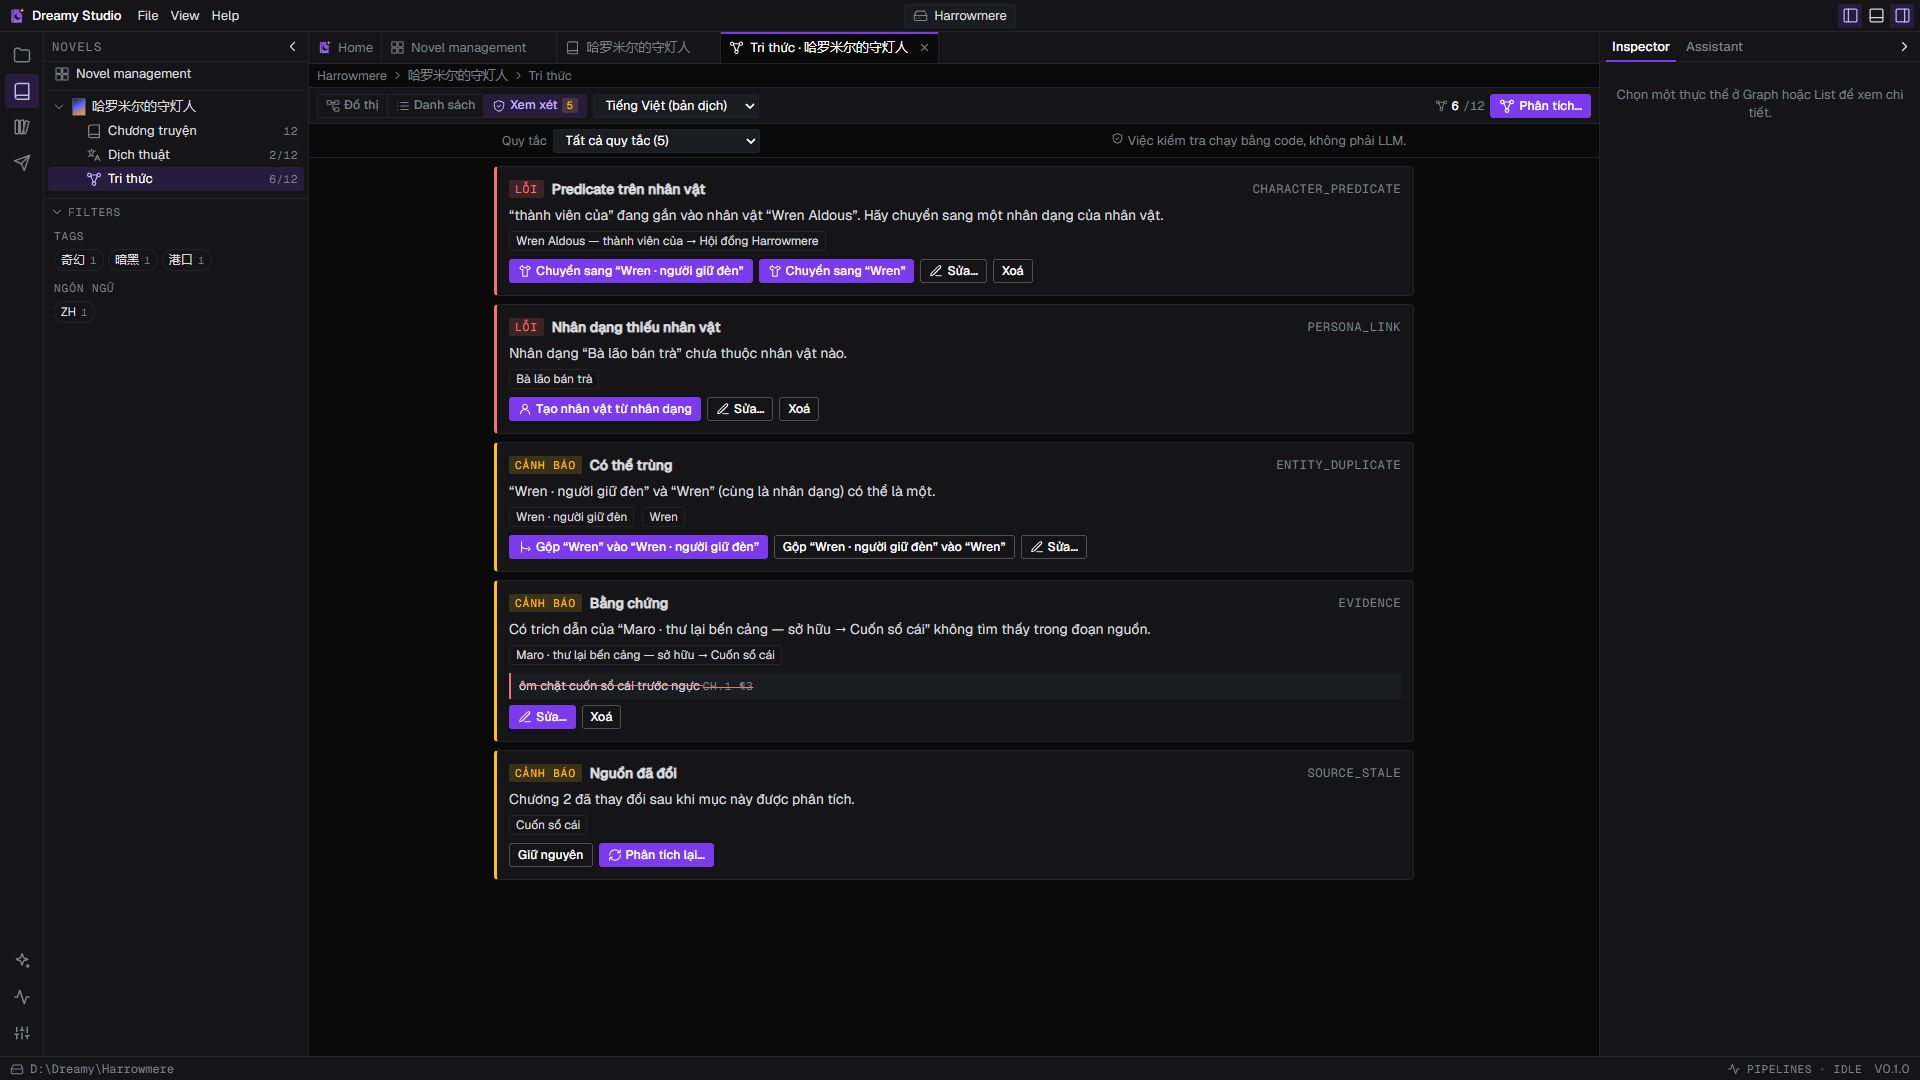 Dreamy Studio File View Help
Harrowmere
NOVELS
Novel management
哈罗米尔的守灯人
Chương truyện 12
Dịch thuật 2/12
Tri thức 6/12
FILTERS
TAGS
奇幻 1 暗黑 1 港口 1
NGÔN NGỮ
ZH 1
Home Novel management 哈罗米尔的守灯人 Tri thức · 哈罗米尔的守灯人
Harrowmere > 哈罗米尔的守灯人 > Tri thức
Đồ thị Danh sách Xem xét 5 Tiếng Việt (bản dịch) 6 /12 Phân tích…
Quy tắc Tất cả quy tắc (5) Việc kiểm tra chạy bằng code, không phải LLM.
LỖI Predicate trên nhân vật CHARACTER_PREDICATE
“thành viên của” đang gắn vào nhân vật “Wren Aldous”. Hãy chuyển sang một nhân dạng của nhân vật.
Wren Aldous — thành viên của → Hội đồng Harrowmere
Chuyển sang “Wren · người giữ đèn” Chuyển sang “Wren” Sửa… Xoá
LỖI Nhân dạng thiếu nhân vật PERSONA_LINK
Nhân dạng “Bà lão bán trà” chưa thuộc nhân vật nào.
Bà lão bán trà
Tạo nhân vật từ nhân dạng Sửa… Xoá
CẢNH BÁO Có thể trùng ENTITY_DUPLICATE
“Wren · người giữ đèn” và “Wren” (cùng là nhân dạng) có thể là một.
Wren · người giữ đèn Wren
Gộp “Wren” vào “Wren · người giữ đèn” Gộp “Wren · người giữ đèn” vào “Wren” Sửa…
CẢNH BÁO Bằng chứng EVIDENCE
Có trích dẫn của “Maro · thư lại bến cảng — sở hữu → Cuốn sổ cái” không tìm thấy trong đoạn nguồn.
Maro · thư lại bến cảng — sở hữu → Cuốn sổ cái
ôm chặt cuốn sổ cái trước ngực CH.1 ¶3
Sửa… Xoá
CẢNH BÁO Nguồn đã đổi SOURCE_STALE
Chương 2 đã thay đổi sau khi mục này được phân tích.
Cuốn sổ cái
Giữ nguyên Phân tích lại…
Inspector Assistant
Chọn một thực thể ở Graph hoặc List để xem chi
tiết.
D:\Dreamy\Harrowmere
PIPELINES · IDLE V0.1.0